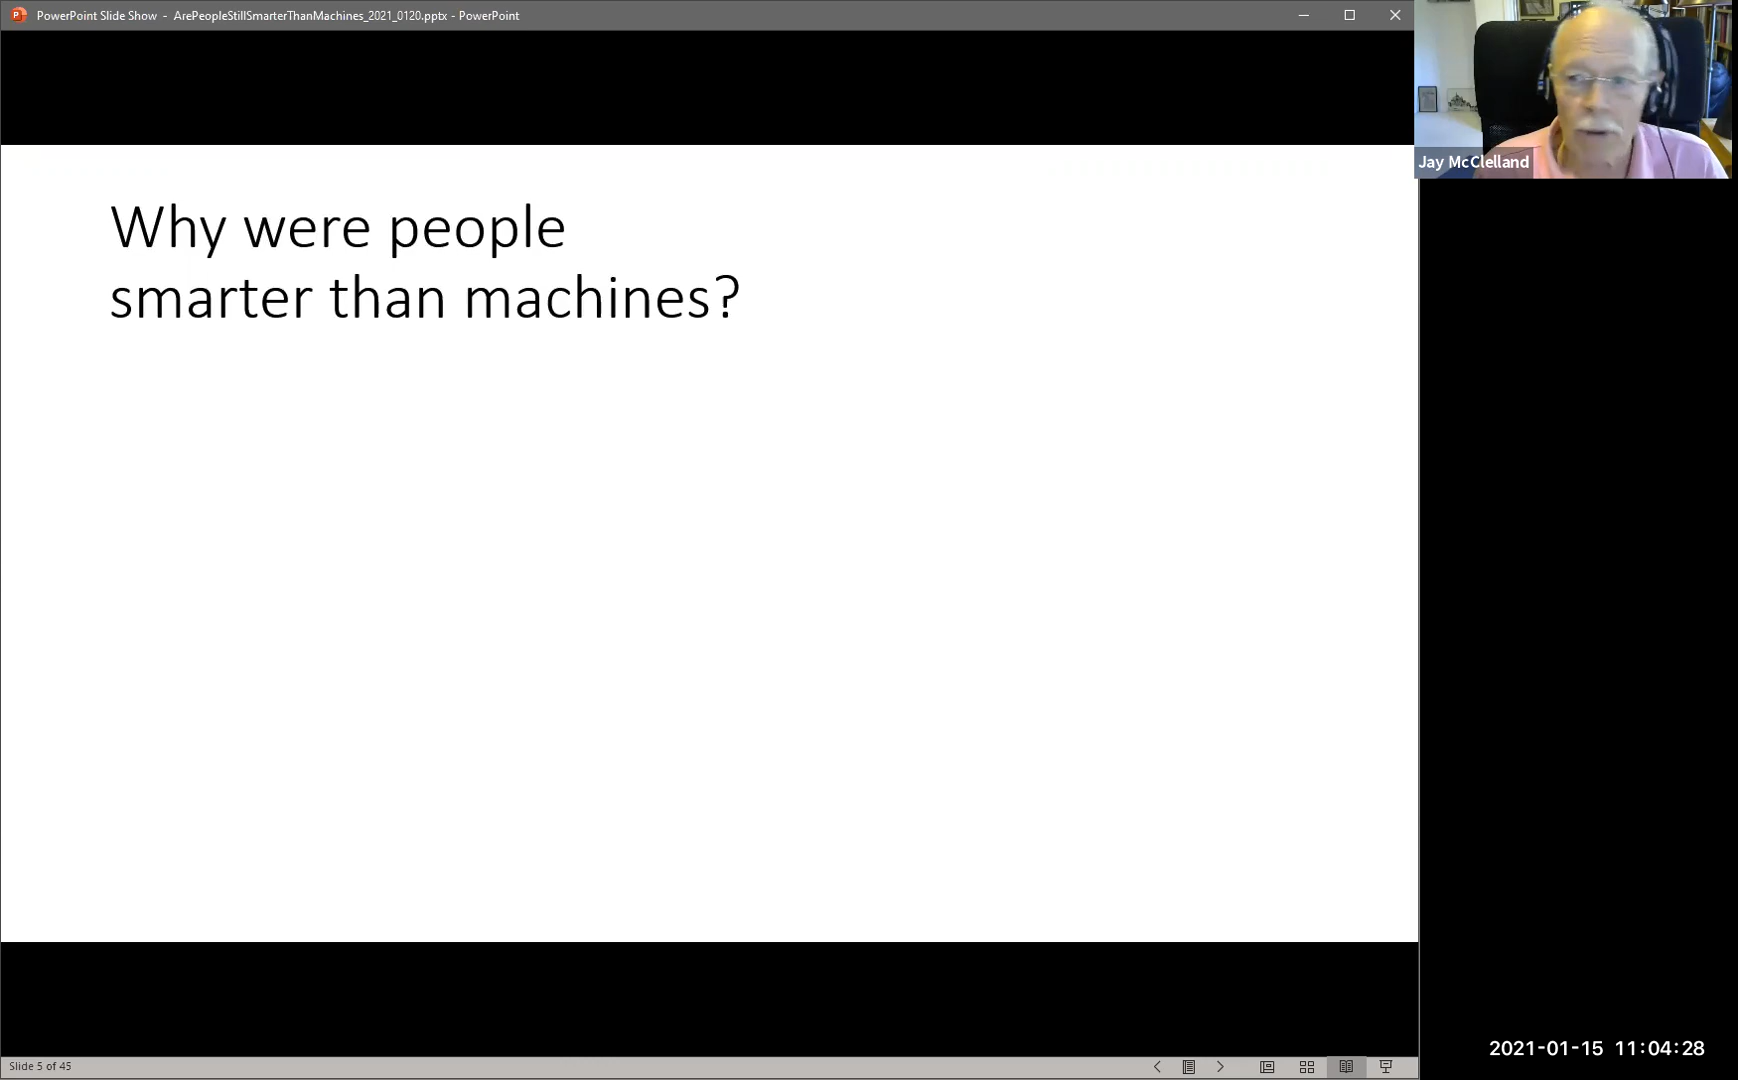 PowerPoint Slide Show - ArePeopleStillSmarterThanMachines_2021_0120.pptx - PowerPoint
Jay McClelland
Why were people
smarter than machines?
2021-01-15 11:04:28
Slide 5 of 45